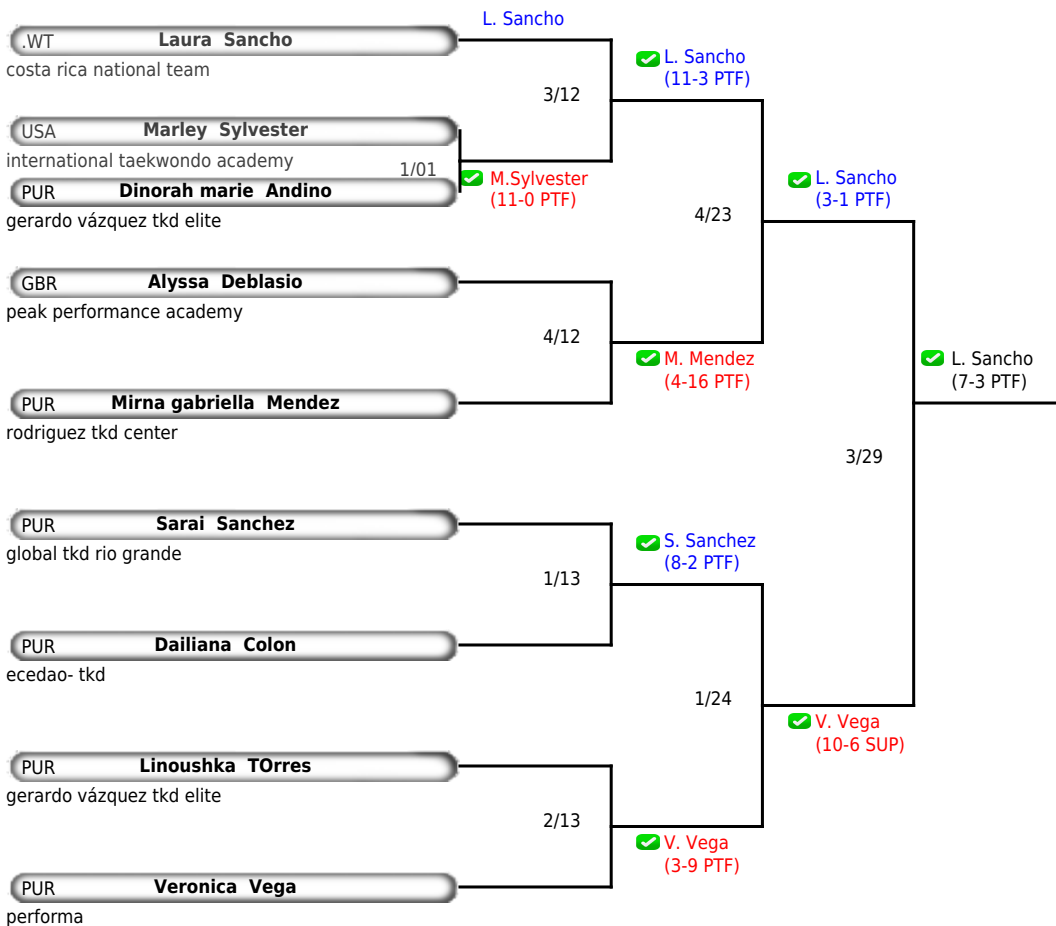 L. Sancho
.WT Laura Sancho
costa rica national team
L. Sancho
(11-3 PTF)
3/12
USA Marley Sylvester
international taekwondo academy
1/01
M.Sylvester
(11-0 PTF)
PUR Dinorah marie Andino
gerardo vázquez tkd elite
L. Sancho
(3-1 PTF)
4/23
GBR Alyssa Deblasio
peak performance academy
4/12
M. Mendez
(4-16 PTF)
L. Sancho
(7-3 PTF)
PUR Mirna gabriella Mendez
rodriguez tkd center
3/29
PUR Sarai Sanchez
global tkd rio grande
S. Sanchez
(8-2 PTF)
1/13
PUR Dailiana Colon
ecedao- tkd
1/24
V. Vega
(10-6 SUP)
PUR Linoushka TOrres
gerardo vázquez tkd elite
2/13
V. Vega
(3-9 PTF)
PUR Veronica Vega
performa